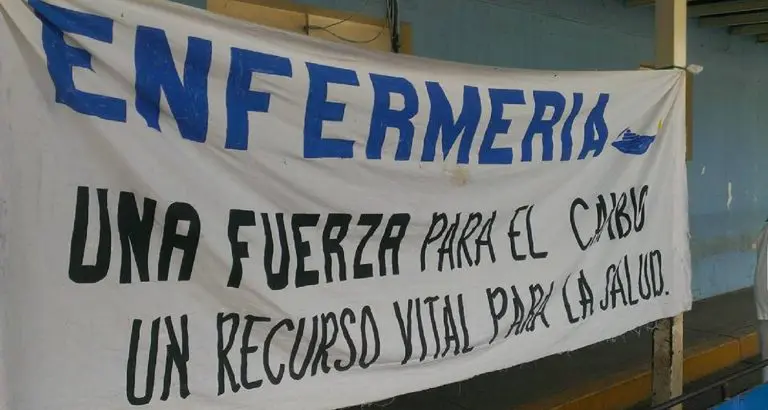 ENFERMERIA
UNA FUERZA PARA EL CAMBIO
UN RECURSO VITAL PARA LA SALUD.